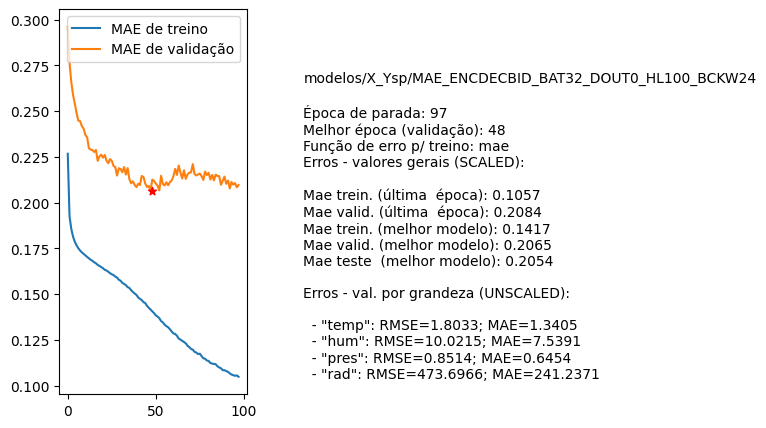 0.300
0.275
0.250
0.225
0.200
0.175
0.150
0.125
0.100
0
50
100
MAE de treino
MAE de validação
modelos/X_Ysp/MAE_ENCDECBID_BAT32_DOUT0_HL100_BCKW24
Época de parada: 97
Melhor época (validação): 48
Função de erro p/ treino: mae
Erros - valores gerais (SCALED):
Mae trein. (última  época): 0.1057
Mae valid. (última  época): 0.2084
Mae trein. (melhor modelo): 0.1417
Mae valid. (melhor modelo): 0.2065
Mae teste  (melhor modelo): 0.2054
Erros - val. por grandeza (UNSCALED):
- "temp": RMSE=1.8033; MAE=1.3405
- "hum": RMSE=10.0215; MAE=7.5391
- "pres": RMSE=0.8514; MAE=0.6454
- "rad": RMSE=473.6966; MAE=241.2371